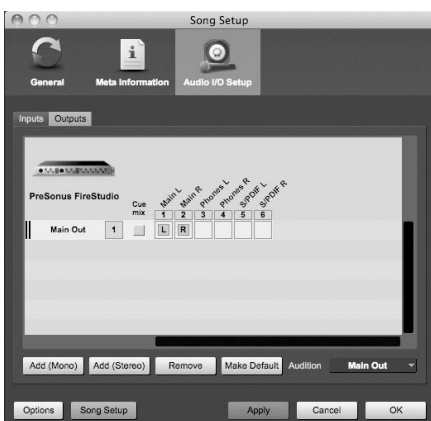 Song Setup
General Meta Information Audio I/O Setup
Inputs Outputs
PreSonus FireStudio
Cue mix Main L Main R Phones L Phones R S/PDIF L S/PDIF R
1 2 3 4 5 6
Main Out 1 L R
Add (Mono) Add (Stereo) Remove Make Default Audition Main Out
Options Song Setup Apply Cancel OK